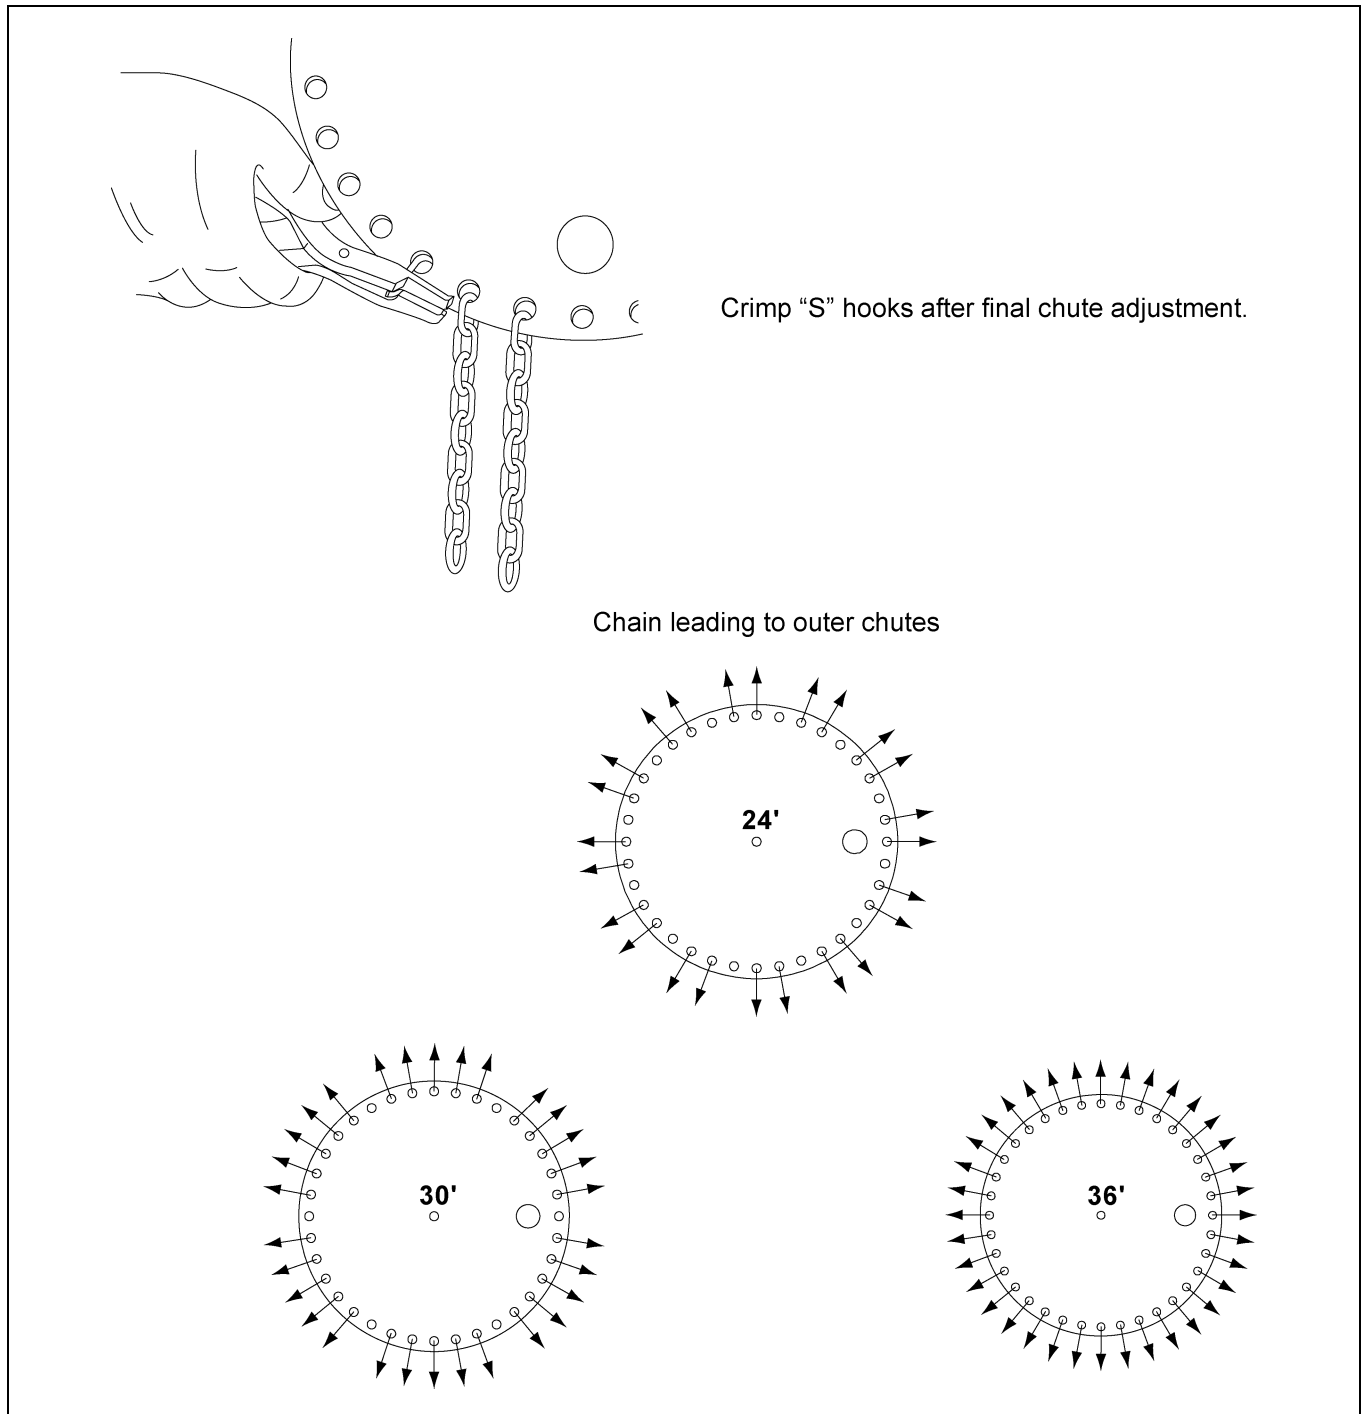 Crimp “S” hooks after final chute adjustment.
Chain leading to outer chutes
24'
30'
36'